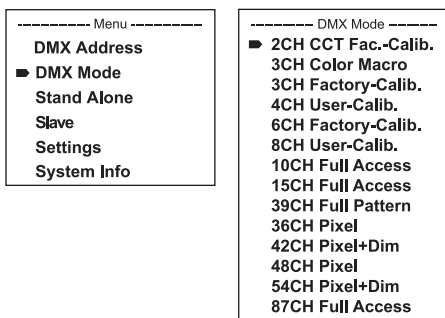 ---------- Menu ----------
DMX Address
DMX Mode
Stand Alone
Slave
Settings
System Info
---------- DMX Mode ----------
2CH CCT Fac.-Calib.
3CH Color Macro
3CH Factory-Calib.
4CH User-Calib.
6CH Factory-Calib.
8CH User-Calib.
10CH Full Access
15CH Full Access
39CH Full Pattern
36CH Pixel
42CH Pixel+Dim
48CH Pixel
54CH Pixel+Dim
87CH Full Access